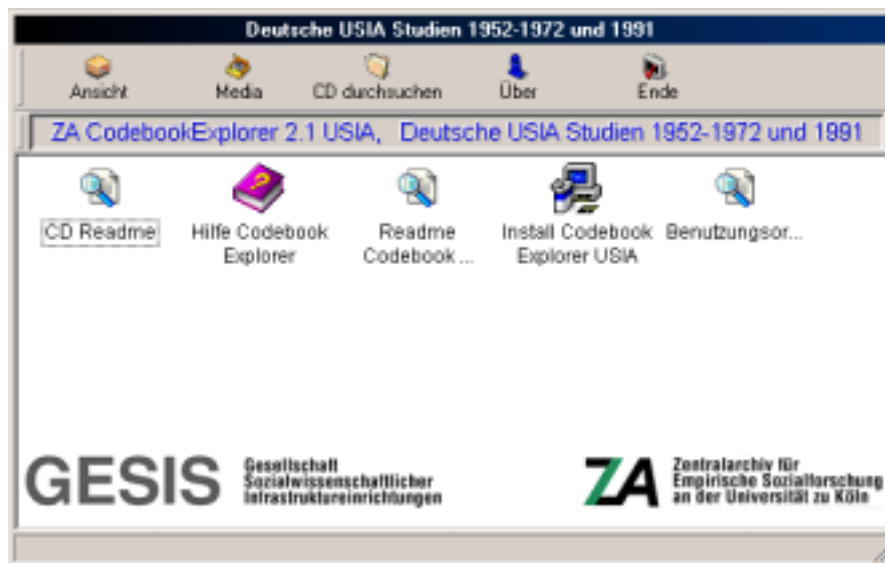 Deutsche USIA Studien 1952-1972 und 1991
Ansicht Media CD durchsuchen Über Ende
ZA CodebookExplorer 2.1 USIA, Deutsche USIA Studien 1952-1972 und 1991
CD Readme
Hilfe Codebook
Explorer
Readme
Codebook ...
Install Codebook
Explorer USIA
Benutzungsor...
GESIS
Gesellschaft
Sozialwissenschaftlicher
Infrastruktureinrichtungen
ZA
Zentralarchiv für
Empirische Sozialforschung
an der Universität zu Köln